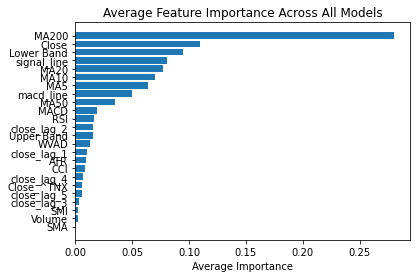 Average Feature Importance Across All Models
MA200
Close
Lower Band
signal_line
MA20
MA10
MA5
macd_line
MA50
MACD
RSI
close_lag_2
Upper Band
WVAD
close_lag_1
ATR
CCI
close_lag_4
Close_^TNX
close_lag_5
close_lag_3
SMI
Volume
SMA
0.00 0.05 0.10 0.15 0.20 0.25
Average Importance